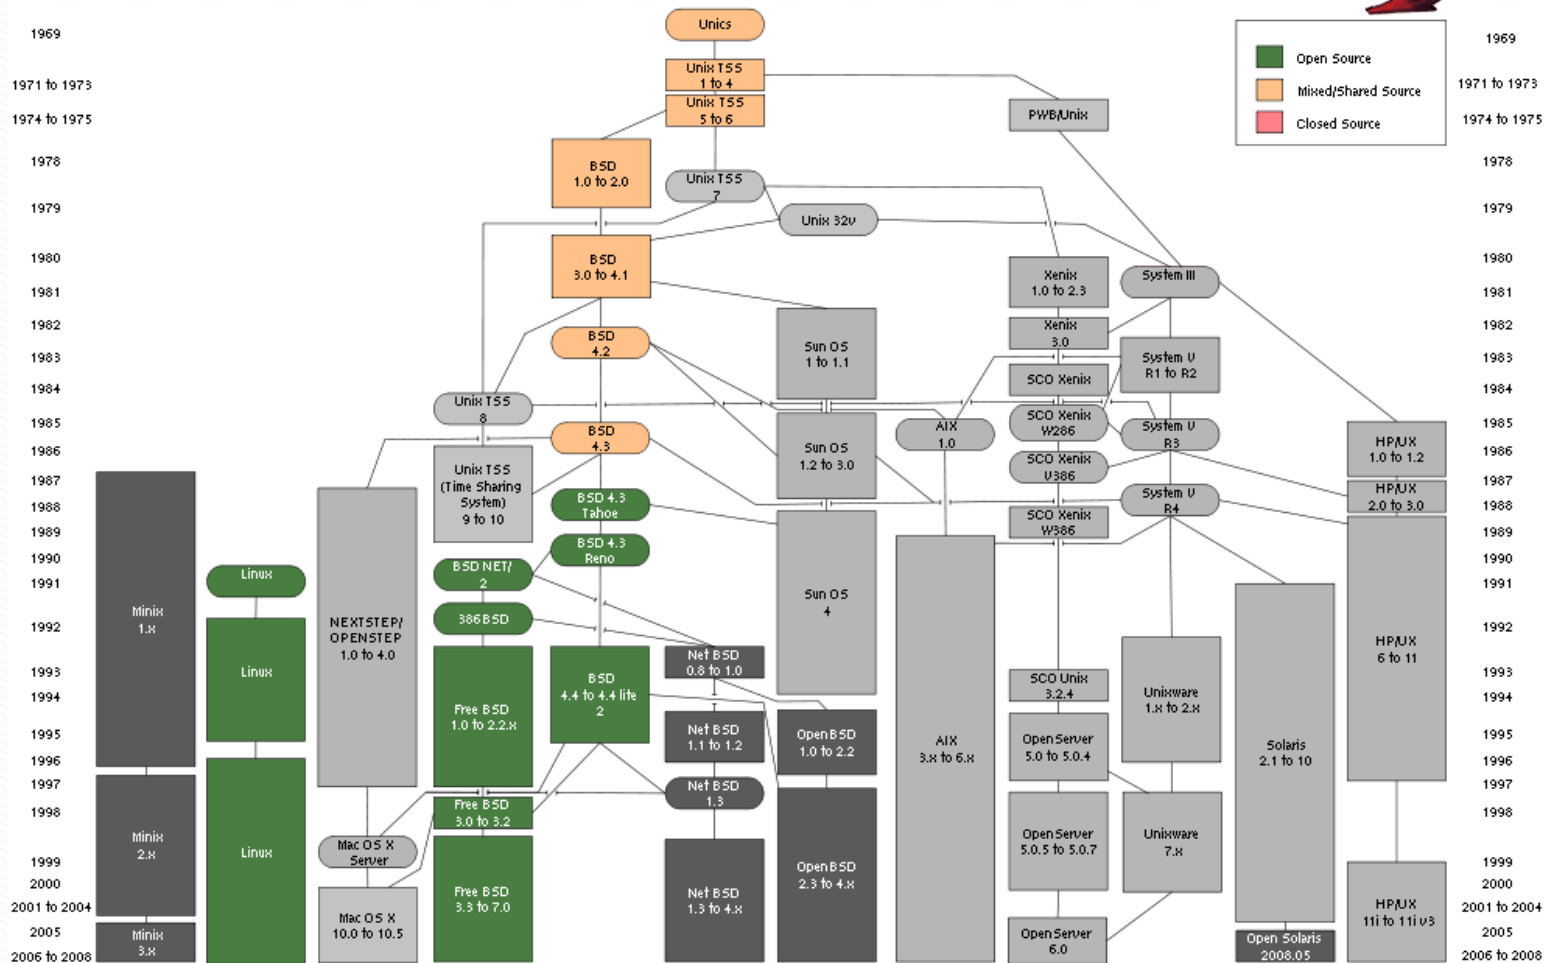 1969
1971 to 1973
1974 to 1975
1978
1979
1980
1981
1982
1983
1984
1985
1986
1987
1988
1989
1990
1991
1992
1993
1994
1995
1996
1997
1998
1999
2000
2001 to 2004
2005
2006 to 2008
Minix
1.x
Minix
2.x
Minix
3.x
Linux
Linux
Linux
NEXTSTEP/
OPENSTEP
1.0 to 4.0
Mac OS X
Server
Mac OS X
10.0 to 10.5
Unix TSS
8
Unix TSS
(Time Sharing
System)
9 to 10
BSD NET/
2
386BSD
Free BSD
1.0 to 2.2.x
Free BSD
3.0 to 3.2
Free BSD
3.3 to 7.0
BSD
1.0 to 2.0
BSD
3.0 to 4.1
BSD
4.2
BSD
4.3
BSD 4.3
Tahoe
BSD 4.3
Reno
BSD
4.4 to 4.4 lite
2
Unics
Unix TSS
1 to 4
Unix TSS
5 to 6
Unix TSS
7
Net BSD
0.8 to 1.0
Net BSD
1.1 to 1.2
Net BSD
1.3
Net BSD
1.3 to 4.x
Unix 32v
Sun OS
1 to 1.1
Sun OS
1.2 to 3.0
Sun OS
4
Open BSD
1.0 to 2.2
Open BSD
2.3 to 4.x
AIX
1.0
AIX
3.x to 6.x
PWB/Unix
Xenix
1.0 to 2.3
Xenix
3.0
SCO Xenix
SCO Xenix
W286
SCO Xenix
V386
SCO Xenix
W386
SCO Unix
3.2.4
Open Server
5.0 to 5.0.4
Open Server
5.0.5 to 5.0.7
Open Server
6.0
System III
System V
R1 to R2
System V
R3
System V
R4
Unixware
1.x to 2.x
Unixware
7.x
Solaris
2.1 to 10
Open Solaris
2008.05
HP/UX
1.0 to 1.2
HP/UX
2.0 to 3.0
HP/UX
6 to 11
HP/UX
11i to 11i v3
Open Source
Mixed/Shared Source
Closed Source
1969
1971 to 1973
1974 to 1975
1978
1979
1980
1981
1982
1983
1984
1985
1986
1987
1988
1989
1990
1991
1992
1993
1994
1995
1996
1997
1998
1999
2000
2001 to 2004
2005
2006 to 2008